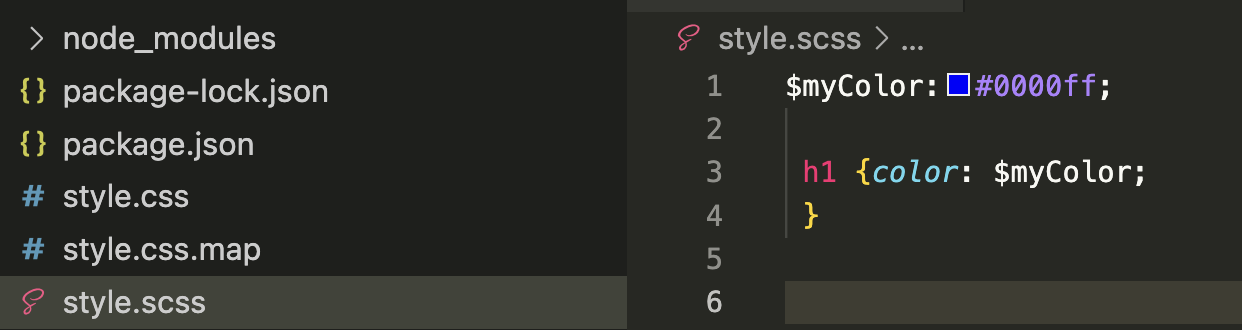 node_modules
{} package-lock.json
{} package.json
# style.css
# style.css.map
style.scss
style.scss > ...
1 $myColor: #0000ff;
2
3 h1 {color: $myColor;
4 }
5
6